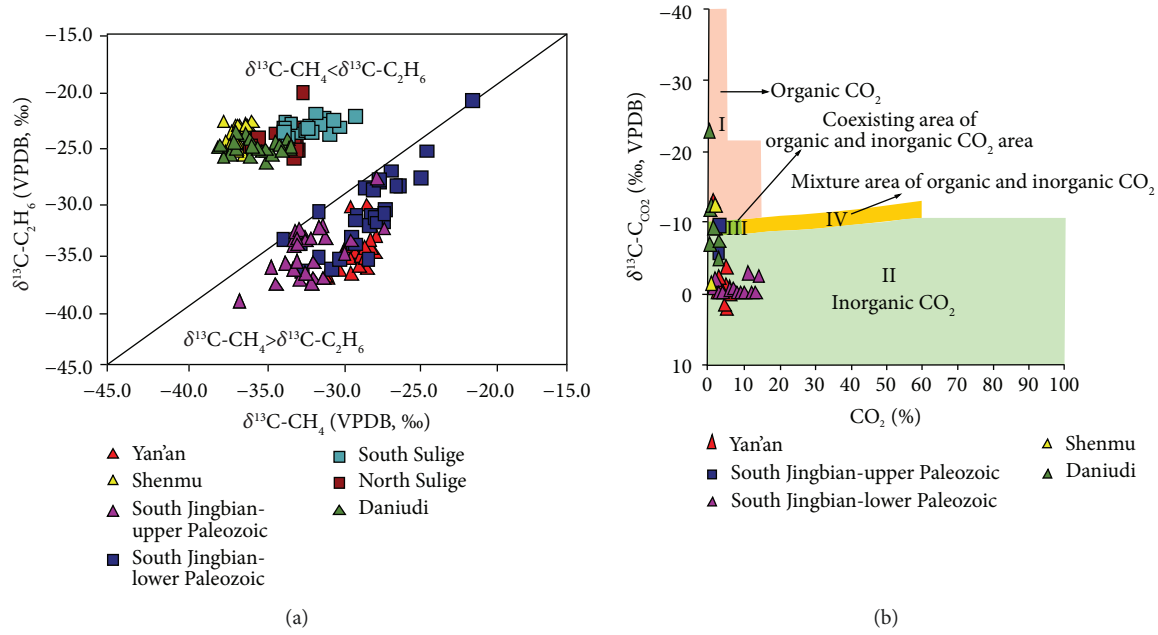 (a)
−15.0
−20.0
−25.0
−30.0
−35.0
−40.0
−45.0
δ¹³C-C₂H₆ (VPDB, ‰)
δ¹³C-CH₄<δ¹³C-C₂H₆
δ¹³C-CH₄>δ¹³C-C₂H₆
−45.0
−40.0
−35.0
−30.0
−25.0
−20.0
−15.0
δ¹³C-CH₄ (VPDB, ‰)
Yan'an
Shenmu
South Jingbian-
upper Paleozoic
South Jingbian-
lower Paleozoic
South Sulige
North Sulige
Daniudi
(a)
(b)
−40
−30
−20
−10
0
10
δ¹³C-C_CO2 (‰, VPDB)
I
Organic CO₂
Coexisting area of
organic and inorganic CO₂ area
Mixture area of organic and inorganic CO₂
III
IV
II
Inorganic CO₂
0
10
20
30
40
50
60
70
80
90
100
CO₂ (%)
Yan'an
South Jingbian-upper Paleozoic
South Jingbian-lower Paleozoic
Shenmu
Daniudi
(b)